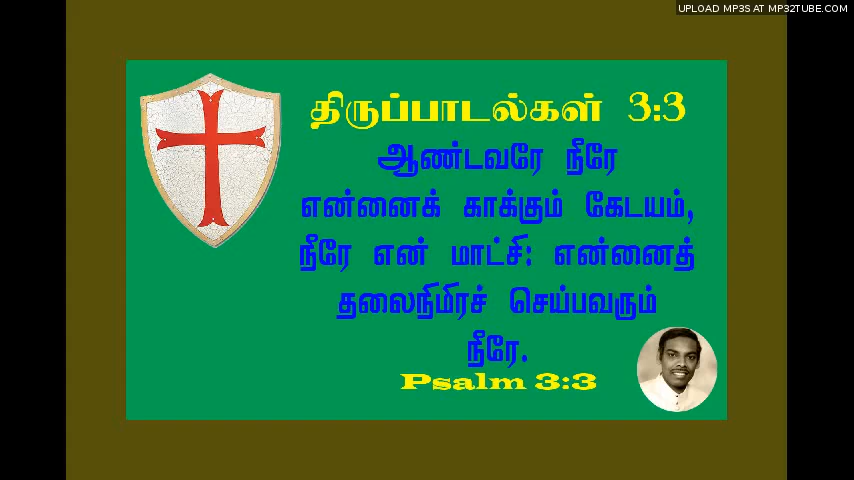 UPLOAD MP3S AT MP32TUBE.COM
திருப்பாடல்கள் 3:3
ஆண்டவரே நீரே
என்னைக் காக்கும் கேடயம்,
நீரே என் மாட்சி: என்னைத்
தலைநிமிரச் செய்பவரும்
நீரே.
Psalm 3:3